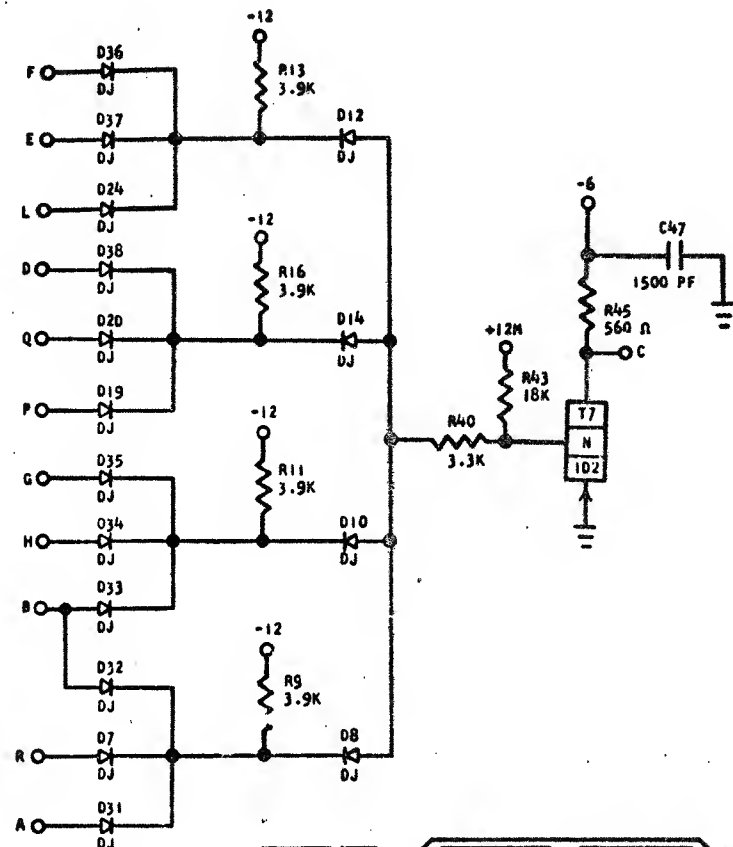 -12
D36
F
DJ
R13
3.9K
D37
E
DJ
D12
DJ
D24
L
DJ
-12
D38
D
DJ
R16
3.9K
D20
Q
DJ
D14
DJ
D19
P
DJ
-12
D35
G
DJ
R11
3.9K
D34
H
DJ
D10
DJ
D33
B
DJ
-12
D32
DJ
R9
3.9K
D7
R
DJ
D8
DJ
D31
A
DJ
-6
C47
1500 PF
R45
560 Ω
C
+12M
R43
18K
R40
3.3K
T7
N
ID2